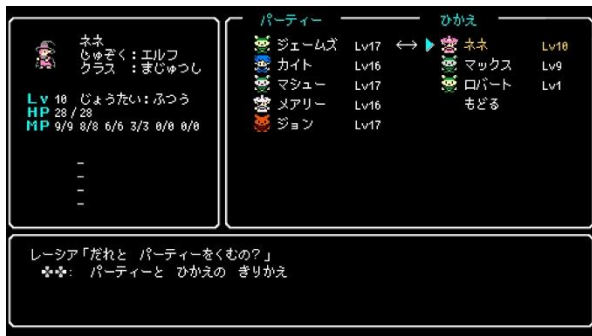 ネネ
じゅぞく：エルフ
クラス ：まじゅつし
Lv 10 じょうたい：ふつう
HP 28/28
MP 9/9 8/8 6/6 3/3 0/0 0/0
–
–
–
–
パーティー ひかえ
ジェームズ Lv17 ↔ ▶ ネネ Lv10
カイト Lv16 マックス Lv9
マシュー Lv17 ロバート Lv1
メアリー Lv16 もどる
ジョン Lv17
レーシア「だれと パーティーをくむの？」
✤✤： パーティーと ひかえの きりかえ